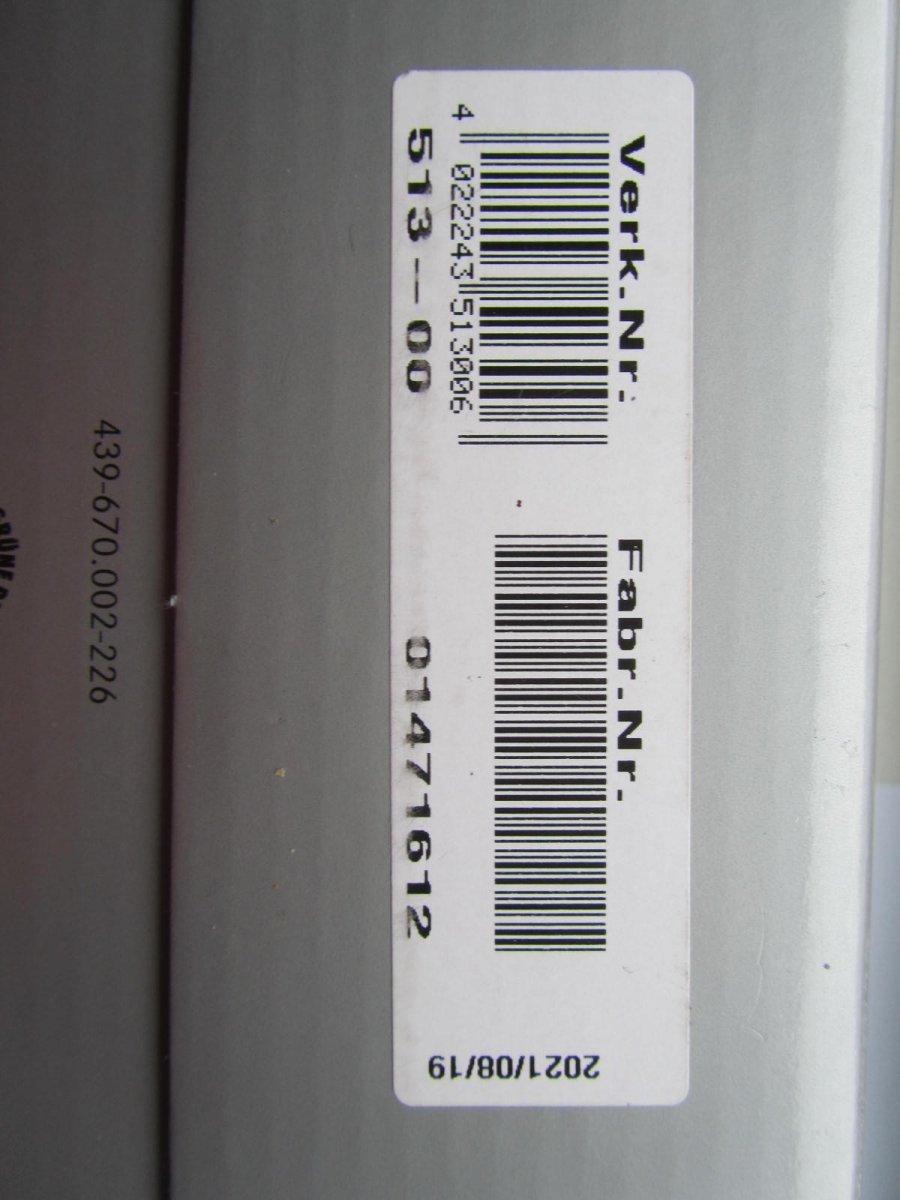 Verk.Nr.
4 022243 513006
513-00
Fabr.Nr.
01471612
2021/08/19
439-670.002-226